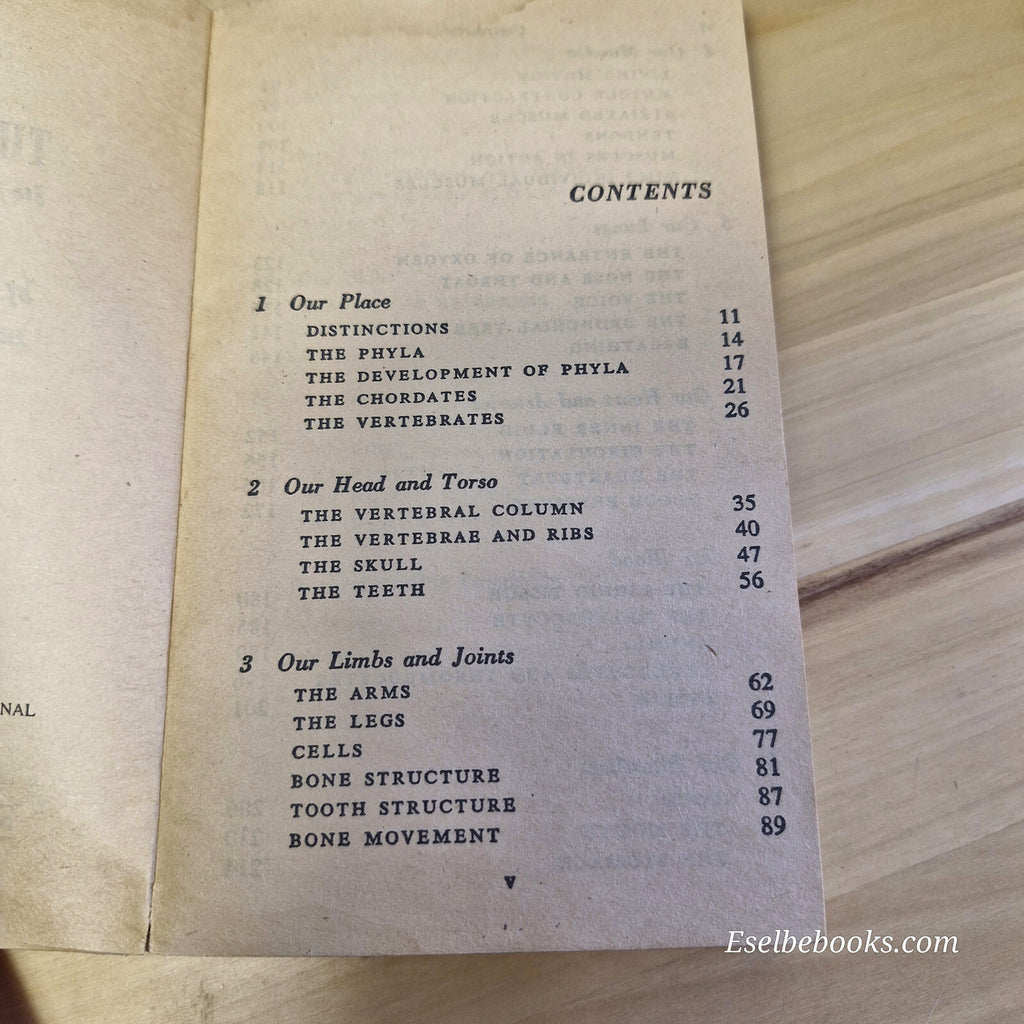 CONTENTS
1 Our Place
DISTINCTIONS 11
THE PHYLA 14
THE DEVELOPMENT OF PHYLA 17
THE CHORDATES 21
THE VERTEBRATES 26
2 Our Head and Torso
THE VERTEBRAL COLUMN 35
THE VERTEBRAE AND RIBS 40
THE SKULL 47
THE TEETH 56
3 Our Limbs and Joints
THE ARMS 62
THE LEGS 69
CELLS 77
BONE STRUCTURE 81
TOOTH STRUCTURE 87
BONE MOVEMENT 89
v
NAL
Eselbebooks.com